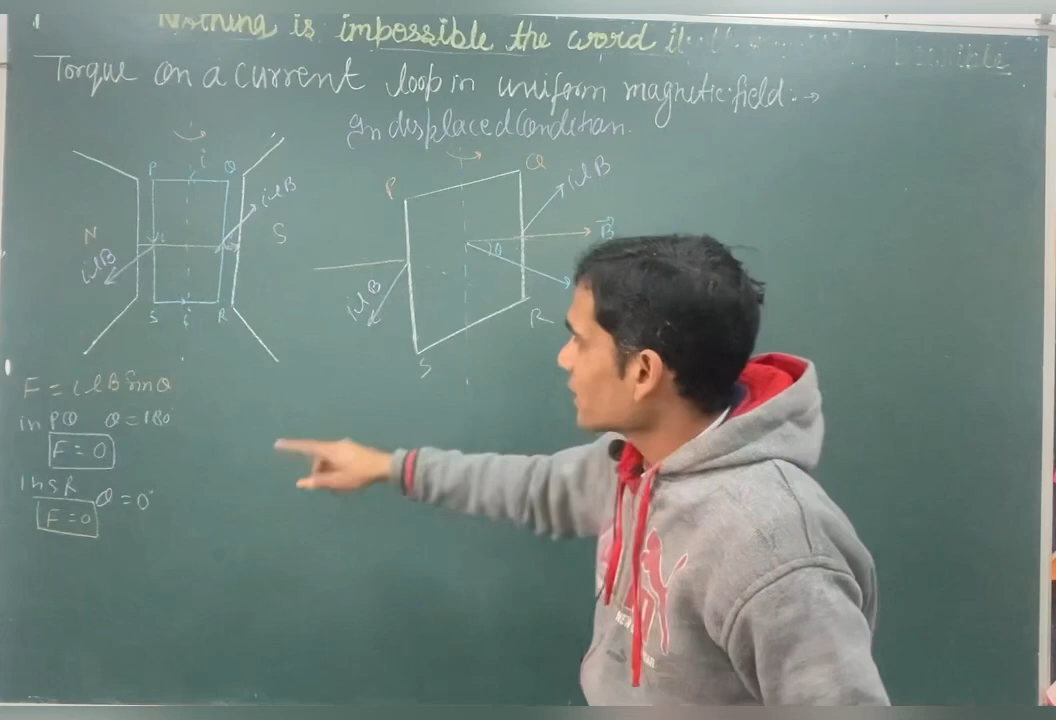 Nothing is impossible the word it
Torque on a current loop in uniform magnetic field :→
In displaced Condition.
P i Q
ilB
N S
ilB
S i R
P Q
ilB
B
θ
ilB
R
S
F = ilB Sinθ
in PQ θ = 180°
F = 0
in SR θ = 0°
F = 0